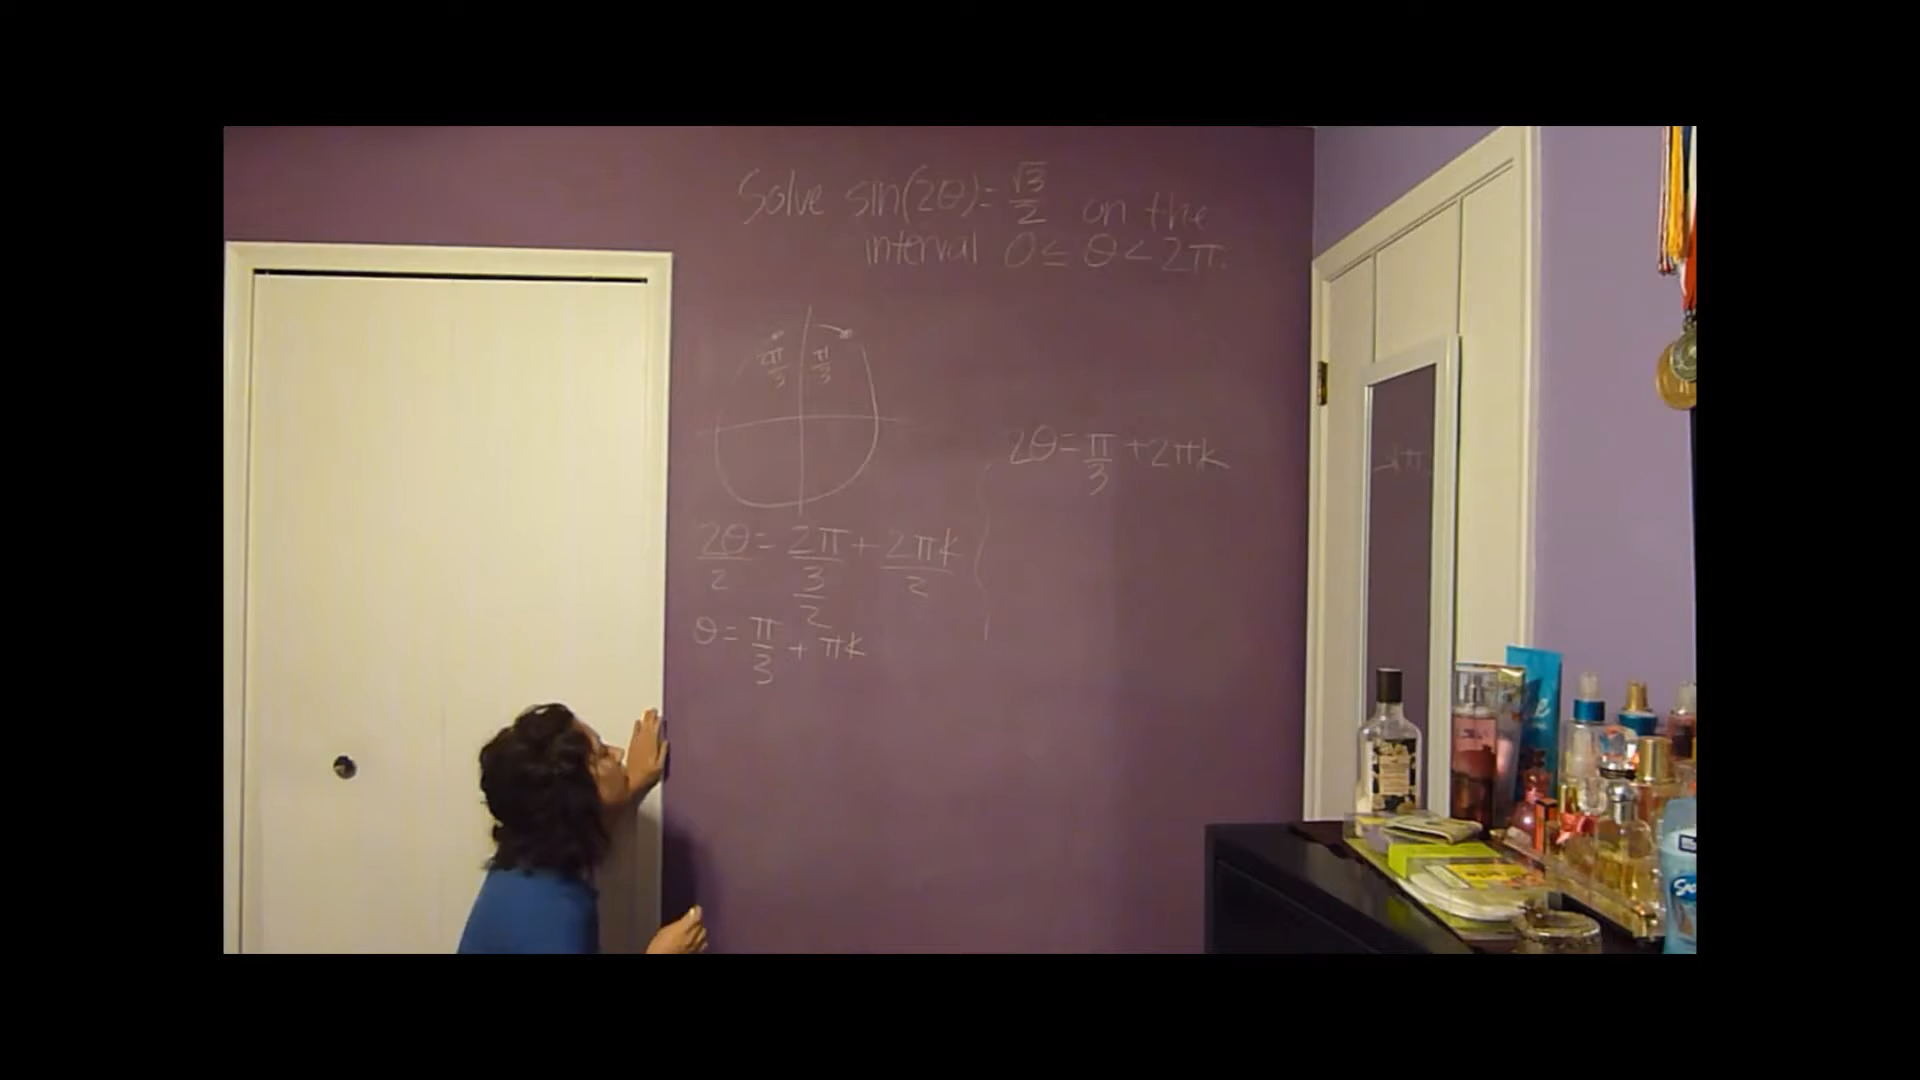 Solve sin(2θ)=√3/2 on the
interval 0≤ θ<2π.
2π/3 π/3
2θ=π/3+2πk
2θ/2=2π/3/2+2πk/2
θ=π/3+πk